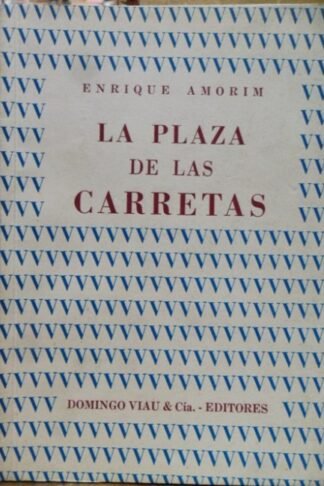 ENRIQUE AMORIM
LA PLAZA
DE LAS
CARRETAS
DOMINGO VIAU & Cía. - EDITORES